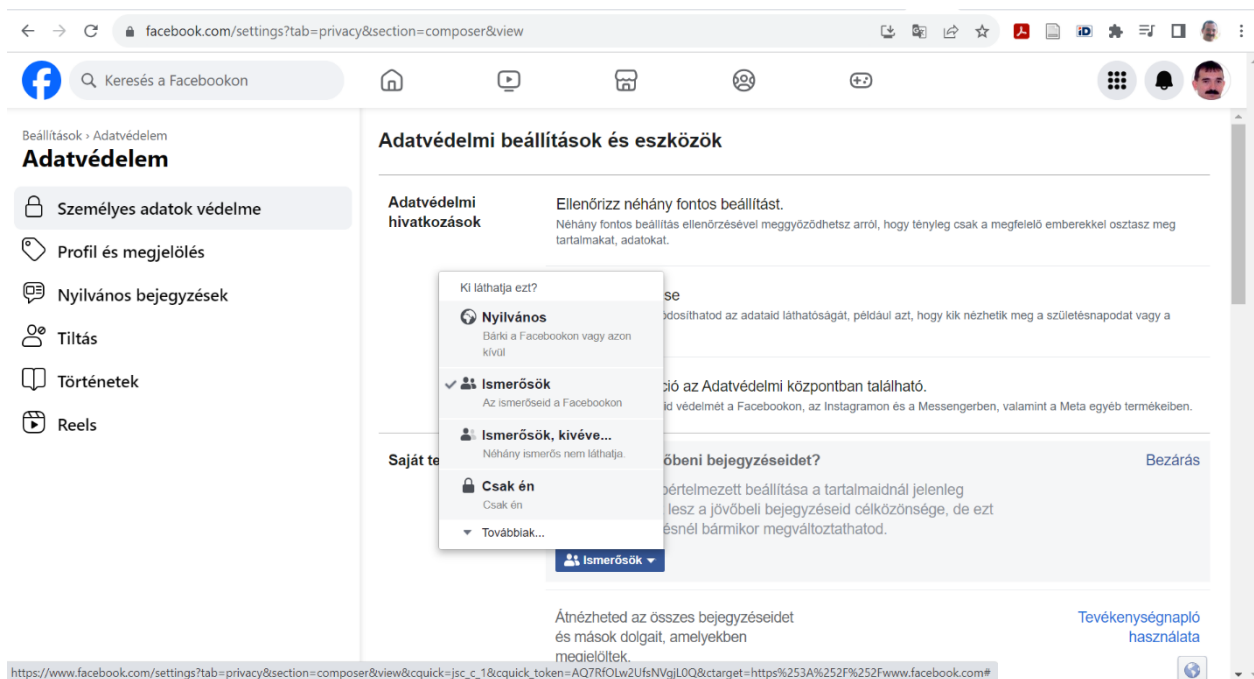 facebook.com/settings?tab=privacy&section=composer&view
Keresés a Facebookon
Beállítások › Adatvédelem
Adatvédelem
Személyes adatok védelme
Profil és megjelölés
Nyilvános bejegyzések
Tiltás
Történetek
Reels
Adatvédelmi beállítások és eszközök
Adatvédelmi
hivatkozások
Ellenőrizz néhány fontos beállítást.
Néhány fontos beállítás ellenőrzésével meggyőződhetsz arról, hogy tényleg csak a megfelelő emberekkel osztasz meg
tartalmakat, adatokat.
se
ódosíthatod az adataid láthatóságát, például azt, hogy kik nézhetik meg a születésnapodat vagy a
ció az Adatvédelmi központban található.
id védelmét a Facebookon, az Instagramon és a Messengerben, valamint a Meta egyéb termékeiben.
Ki láthatja ezt?
Nyilvános
Bárki a Facebookon vagy azon
kívül
Ismerősök
Az ismerőseid a Facebookon
Ismerősök, kivéve...
Néhány ismerős nem láthatja.
Csak én
Csak én
Továbbiak...
Saját te
őbeni bejegyzéseidet?
Bezárás
pértelmezett beállítása a tartalmaidnál jelenleg
lesz a jövőbeli bejegyzéseid célközönsége, de ezt
ésnél bármikor megváltoztathatod.
Ismerősök
Átnézheted az összes bejegyzéseidet
és mások dolgait, amelyekben
megjelöltek.
Tevékenységnapló
használata
https://www.facebook.com/settings?tab=privacy&section=composer&view&cquick=jsc_c_1&cquick_token=AQ7RfOLw2UfsNVgjL0Q&ctarget=https%253A%252F%252Fwww.facebook.com#